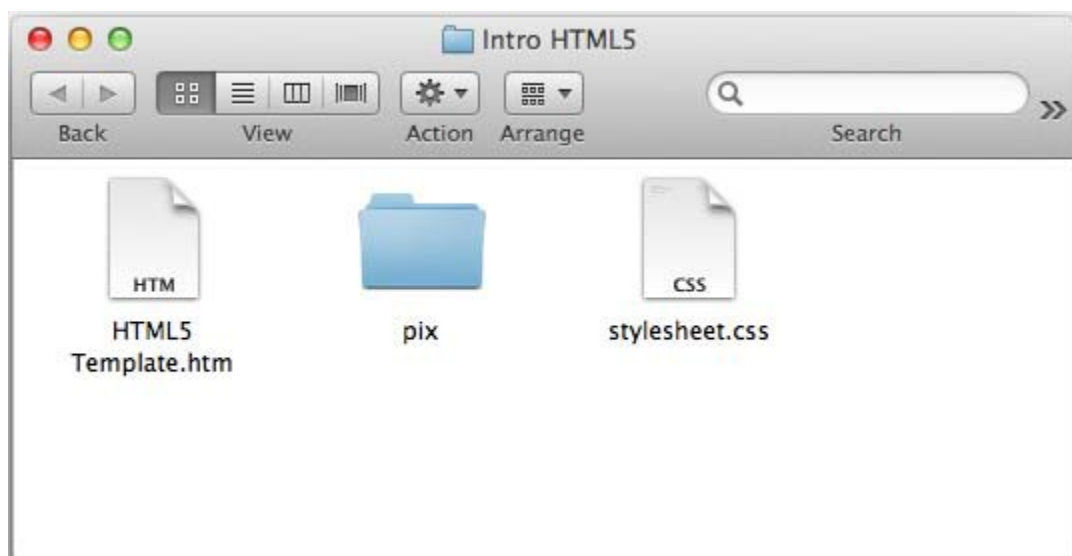 Intro HTML5
Back View Action Arrange Search
HTM CSS
HTML5 pix stylesheet.css
Template.htm